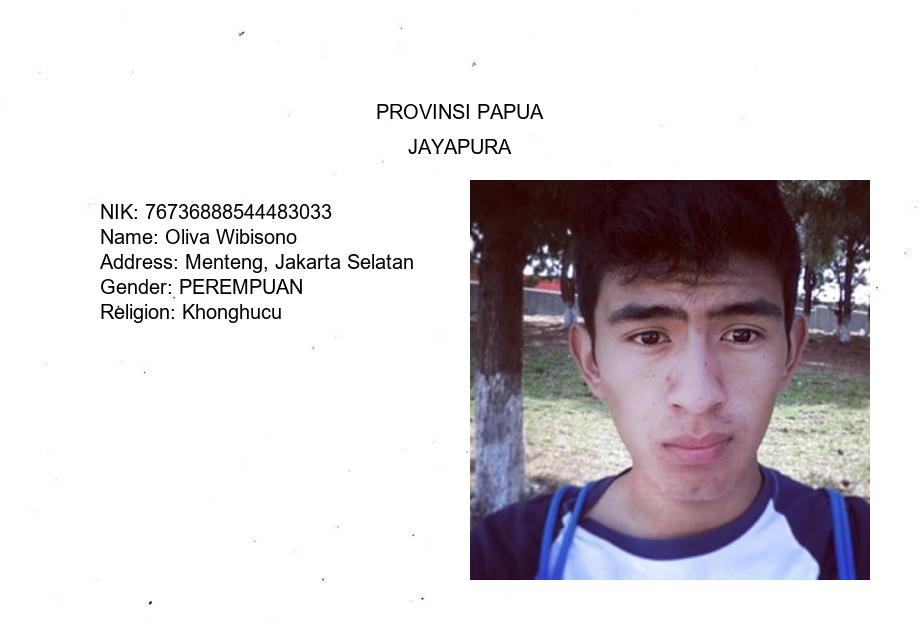 PROVINSI PAPUA
JAYAPURA
NIK: 76736888544483033
Name: Oliva Wibisono
Address: Menteng, Jakarta Selatan
Gender: PEREMPUAN
Religion: Khonghucu